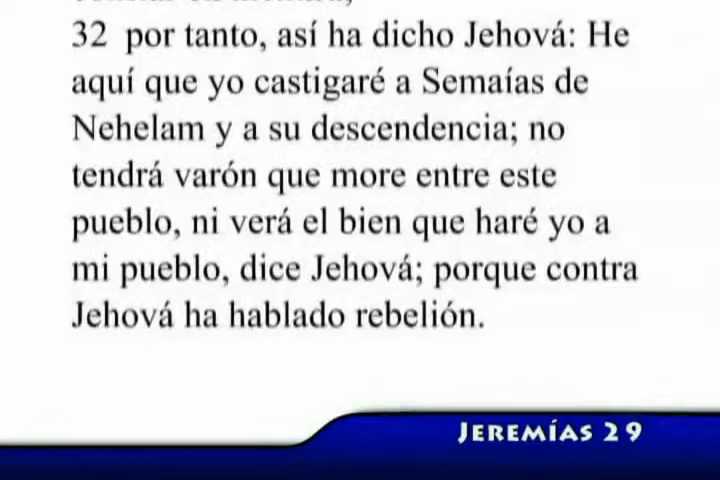 32 por tanto, así ha dicho Jehová: He
aquí que yo castigaré a Semaías de
Nehelam y a su descendencia; no
tendrá varón que more entre este
pueblo, ni verá el bien que haré yo a
mi pueblo, dice Jehová; porque contra
Jehová ha hablado rebelión.
JEREMÍAS 29